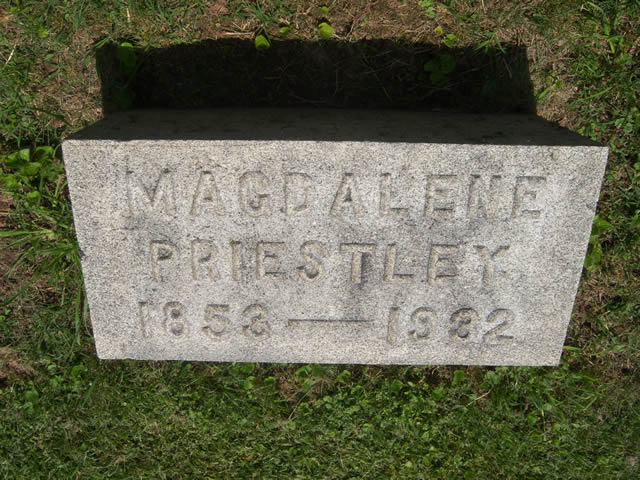 MAGDALENE
PRIESTLEY
1853 — 1932